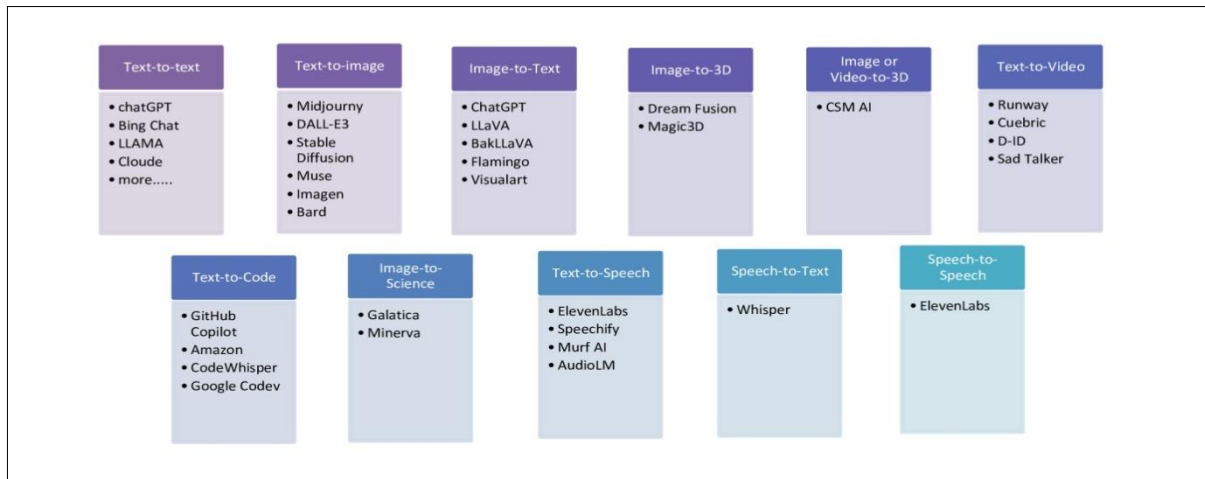 Text-to-text
• chatGPT
• Bing Chat
• LLAMA
• Cloude
• more.....
Text-to-image
• Midjourny
• DALL-E3
• Stable
Diffusion
• Muse
• Imagen
• Bard
Image-to-Text
• ChatGPT
• LLaVA
• BakLLaVA
• Flamingo
• Visualart
Image-to-3D
• Dream Fusion
• Magic3D
Image or
Video-to-3D
• CSM AI
Text-to-Video
• Runway
• Cuebric
• D-ID
• Sad Talker
Text-to-Code
• GitHub
Copilot
• Amazon
• CodeWhisper
• Google Codev
Image-to-
Science
• Galatica
• Minerva
Text-to-Speech
• ElevenLabs
• Speechify
• Murf AI
• AudioLM
Speech-to-Text
• Whisper
Speech-to-
Speech
• ElevenLabs